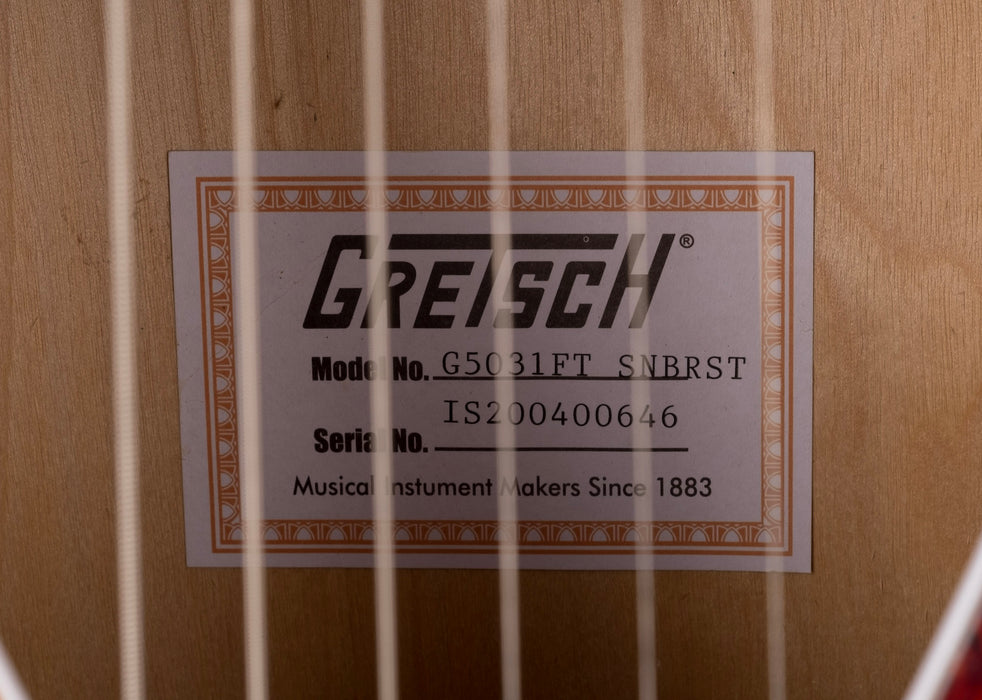 GRETSCH®
Model No. G5031FT SNBRST
IS200400646
Serial No.
Musical Instument Makers Since 1883